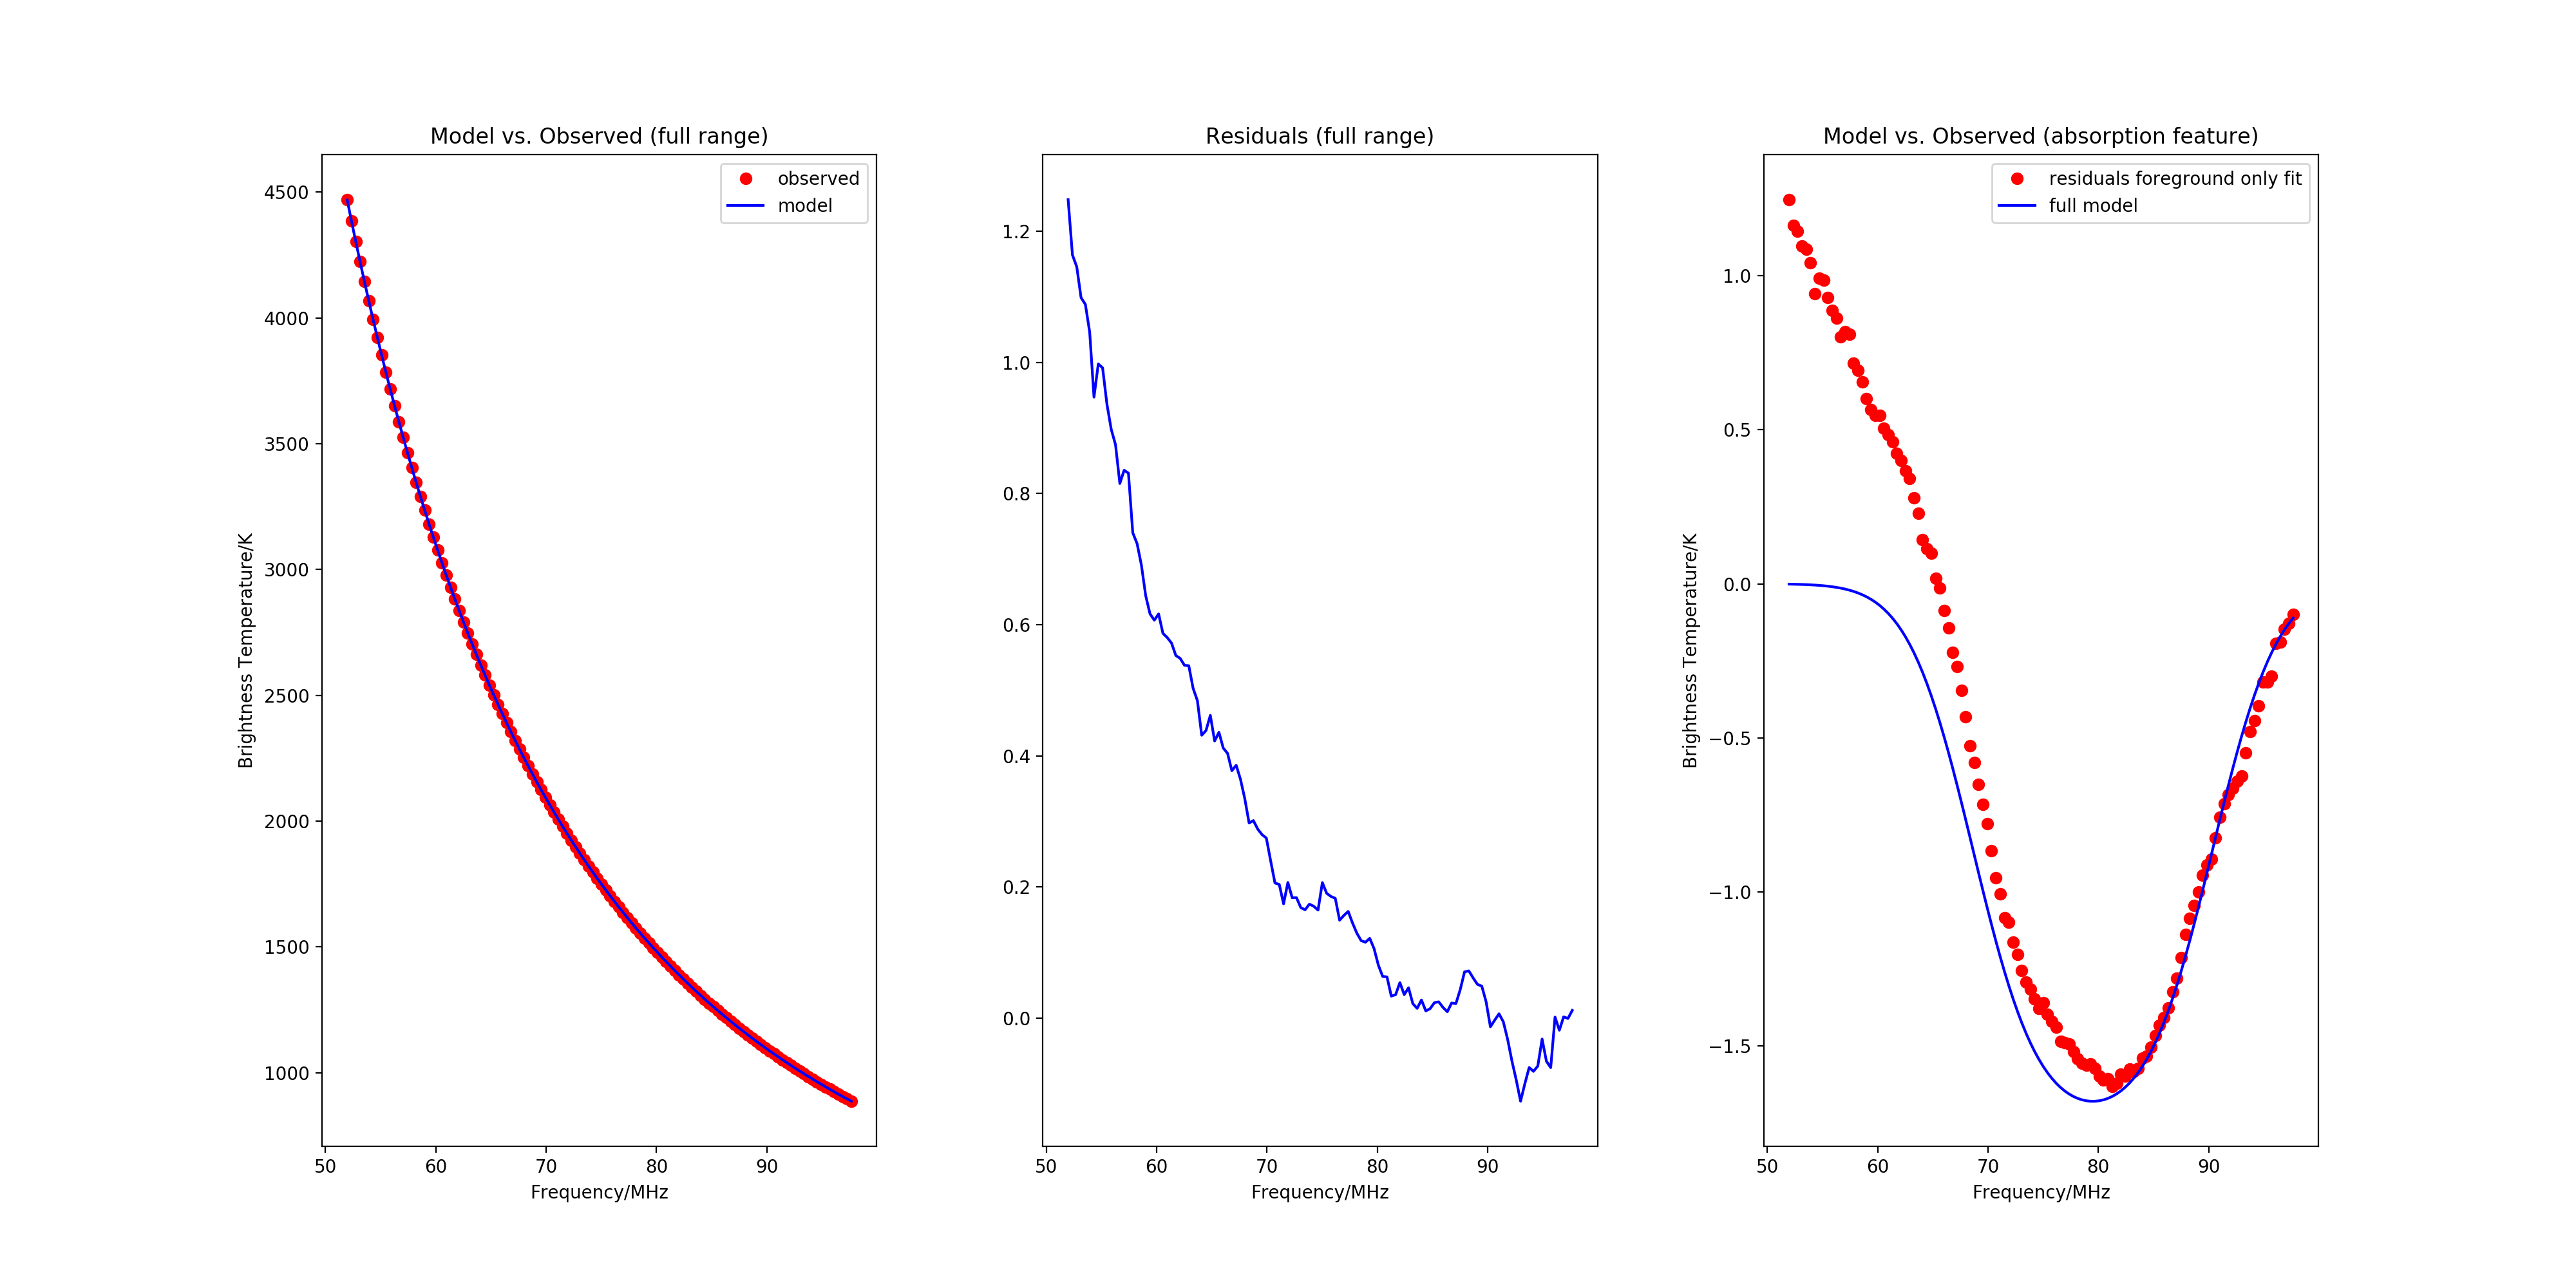 Model vs. Observed (full range)
observed
model
4500
4000
3500
3000
2500
2000
1500
1000
Brightness Temperature/K
50 60 70 80 90
Frequency/MHz
Residuals (full range)
1.2
1.0
0.8
0.6
0.4
0.2
0.0
50 60 70 80 90
Frequency/MHz
Model vs. Observed (absorption feature)
residuals foreground only fit
full model
1.0
0.5
0.0
−0.5
−1.0
−1.5
Brightness Temperature/K
50 60 70 80 90
Frequency/MHz